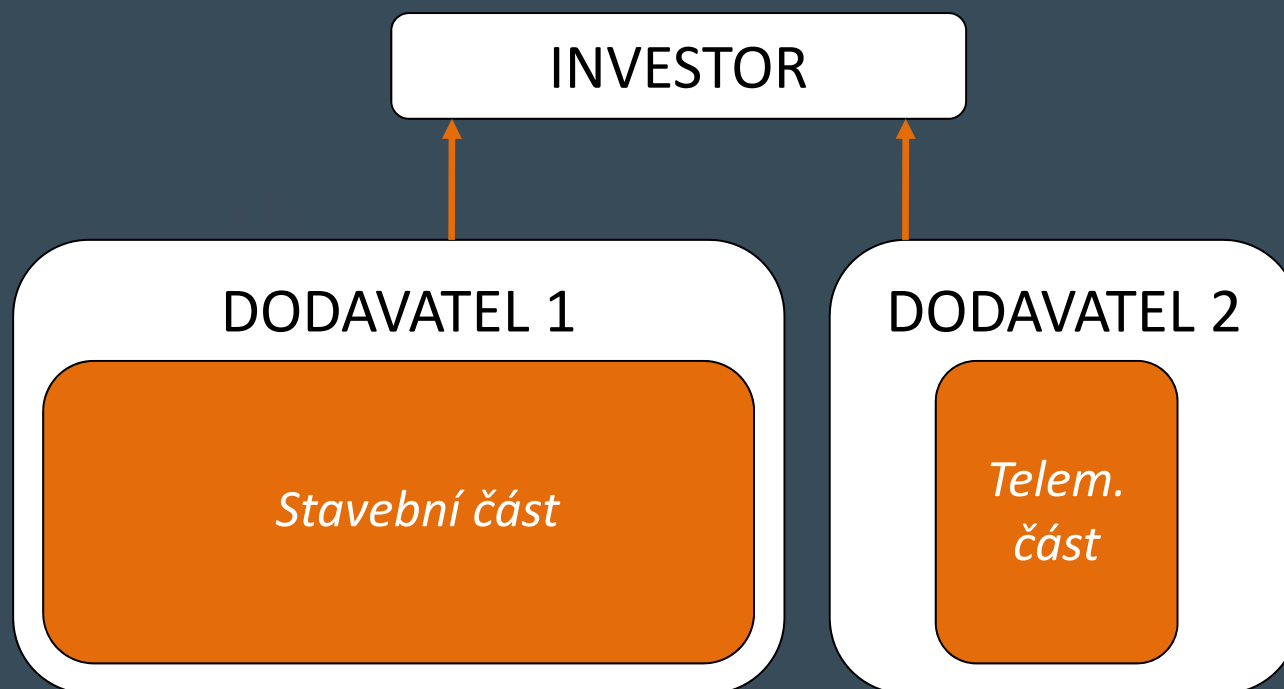 INVESTOR
DODAVATEL 1
DODAVATEL 2
Stavební část
Telem.
část